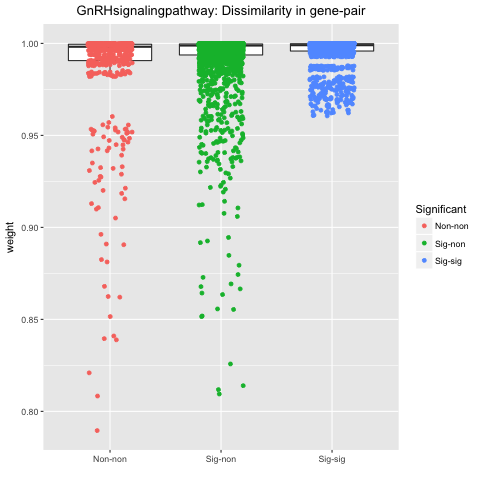 GnRHsignalingpathway: Dissimilarity in gene-pair
1.00
0.95
0.90
0.85
0.80
weight
Non-non
Sig-non
Sig-sig
Significant
Non-non
Sig-non
Sig-sig